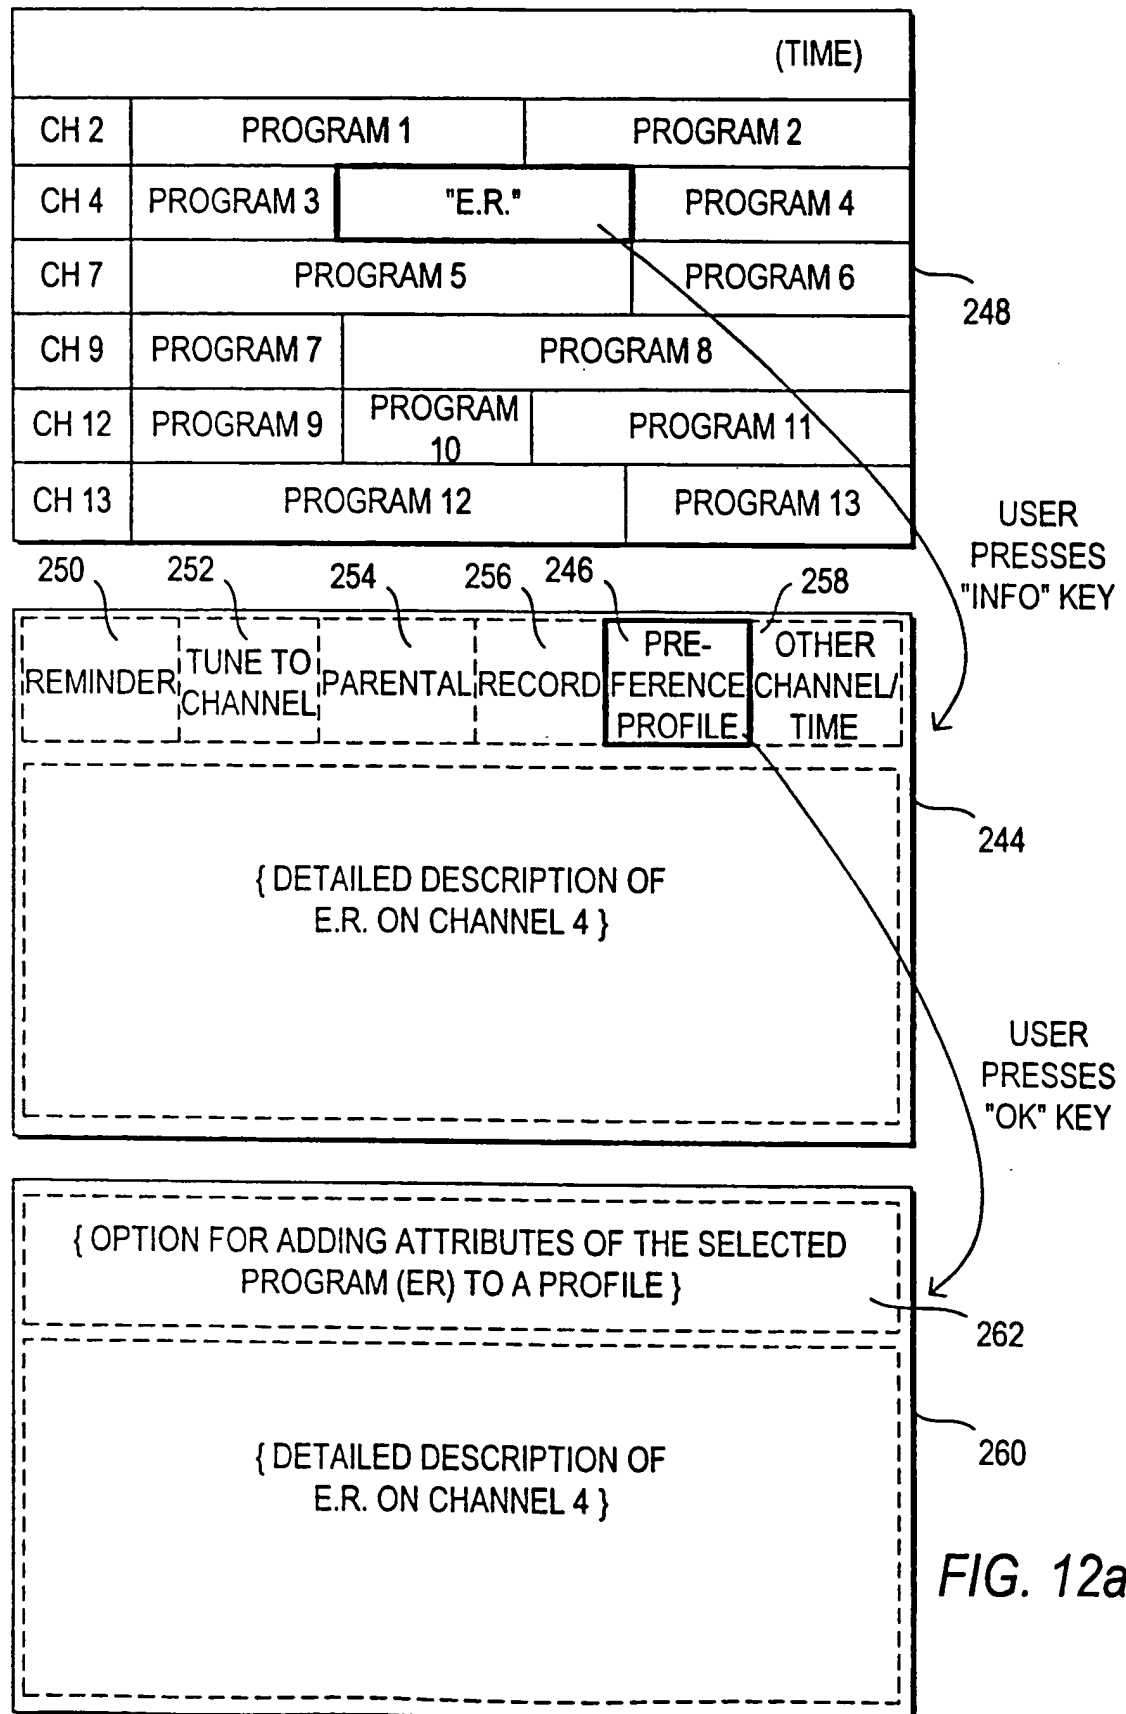 (TIME)
CH 2 PROGRAM 1 PROGRAM 2
CH 4 PROGRAM 3 "E.R." PROGRAM 4
CH 7 PROGRAM 5 PROGRAM 6
248
CH 9 PROGRAM 7 PROGRAM 8
CH 12 PROGRAM 9 PROGRAM
10 PROGRAM 11
CH 13 PROGRAM 12 PROGRAM 13
USER
PRESSES
"INFO" KEY
250 252 254 256 246 258
REMINDER
TUNE TO
CHANNEL
PARENTAL
RECORD
PRE-
FERENCE
PROFILE
OTHER
CHANNEL/
TIME
244
{ DETAILED DESCRIPTION OF
E.R. ON CHANNEL 4 }
USER
PRESSES
"OK" KEY
{ OPTION FOR ADDING ATTRIBUTES OF THE SELECTED
PROGRAM (ER) TO A PROFILE }
262
260
{ DETAILED DESCRIPTION OF
E.R. ON CHANNEL 4 }
FIG. 12a